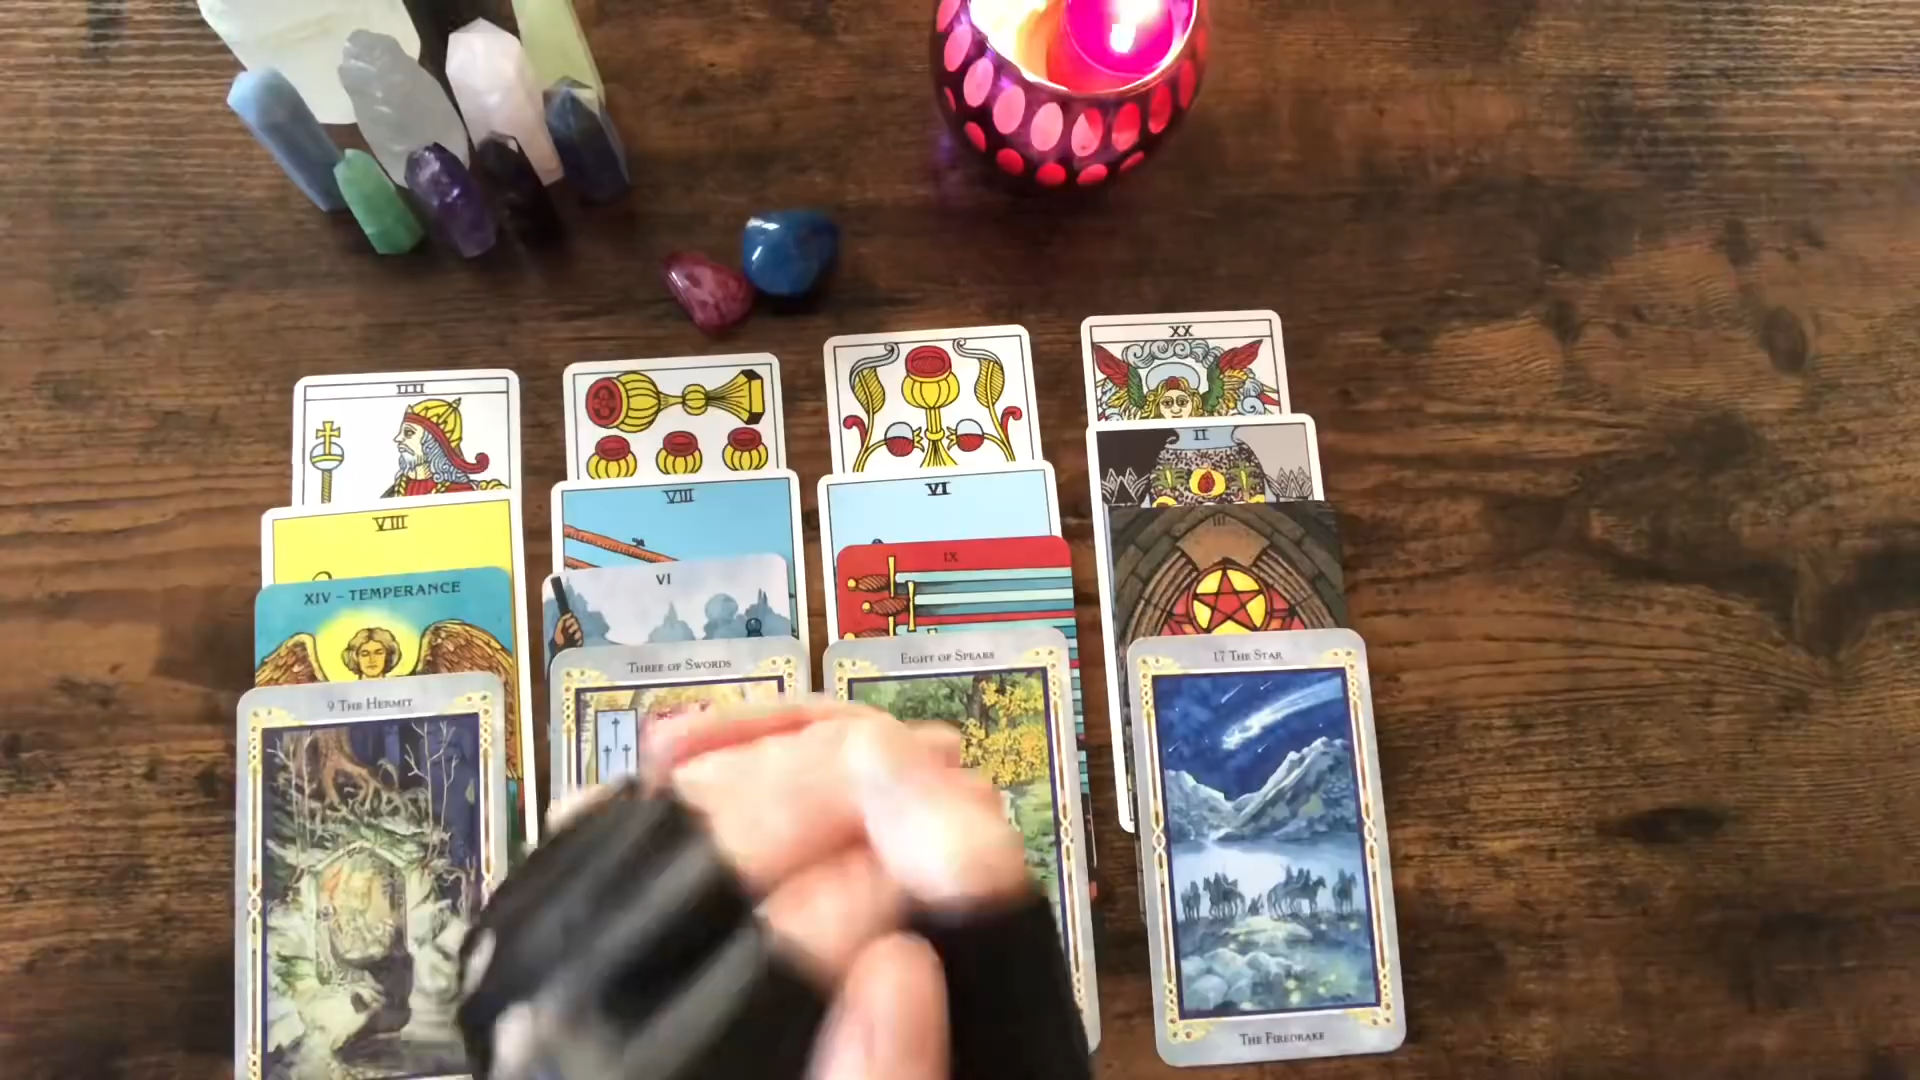 IIII
XX
II
VIII
VIII
VI
III
IX
XIV – TEMPERANCE
VI
9 THE HERMIT
THREE OF SWORDS
EIGHT OF SPEARS
17 THE STAR
THE FIREDRAKE